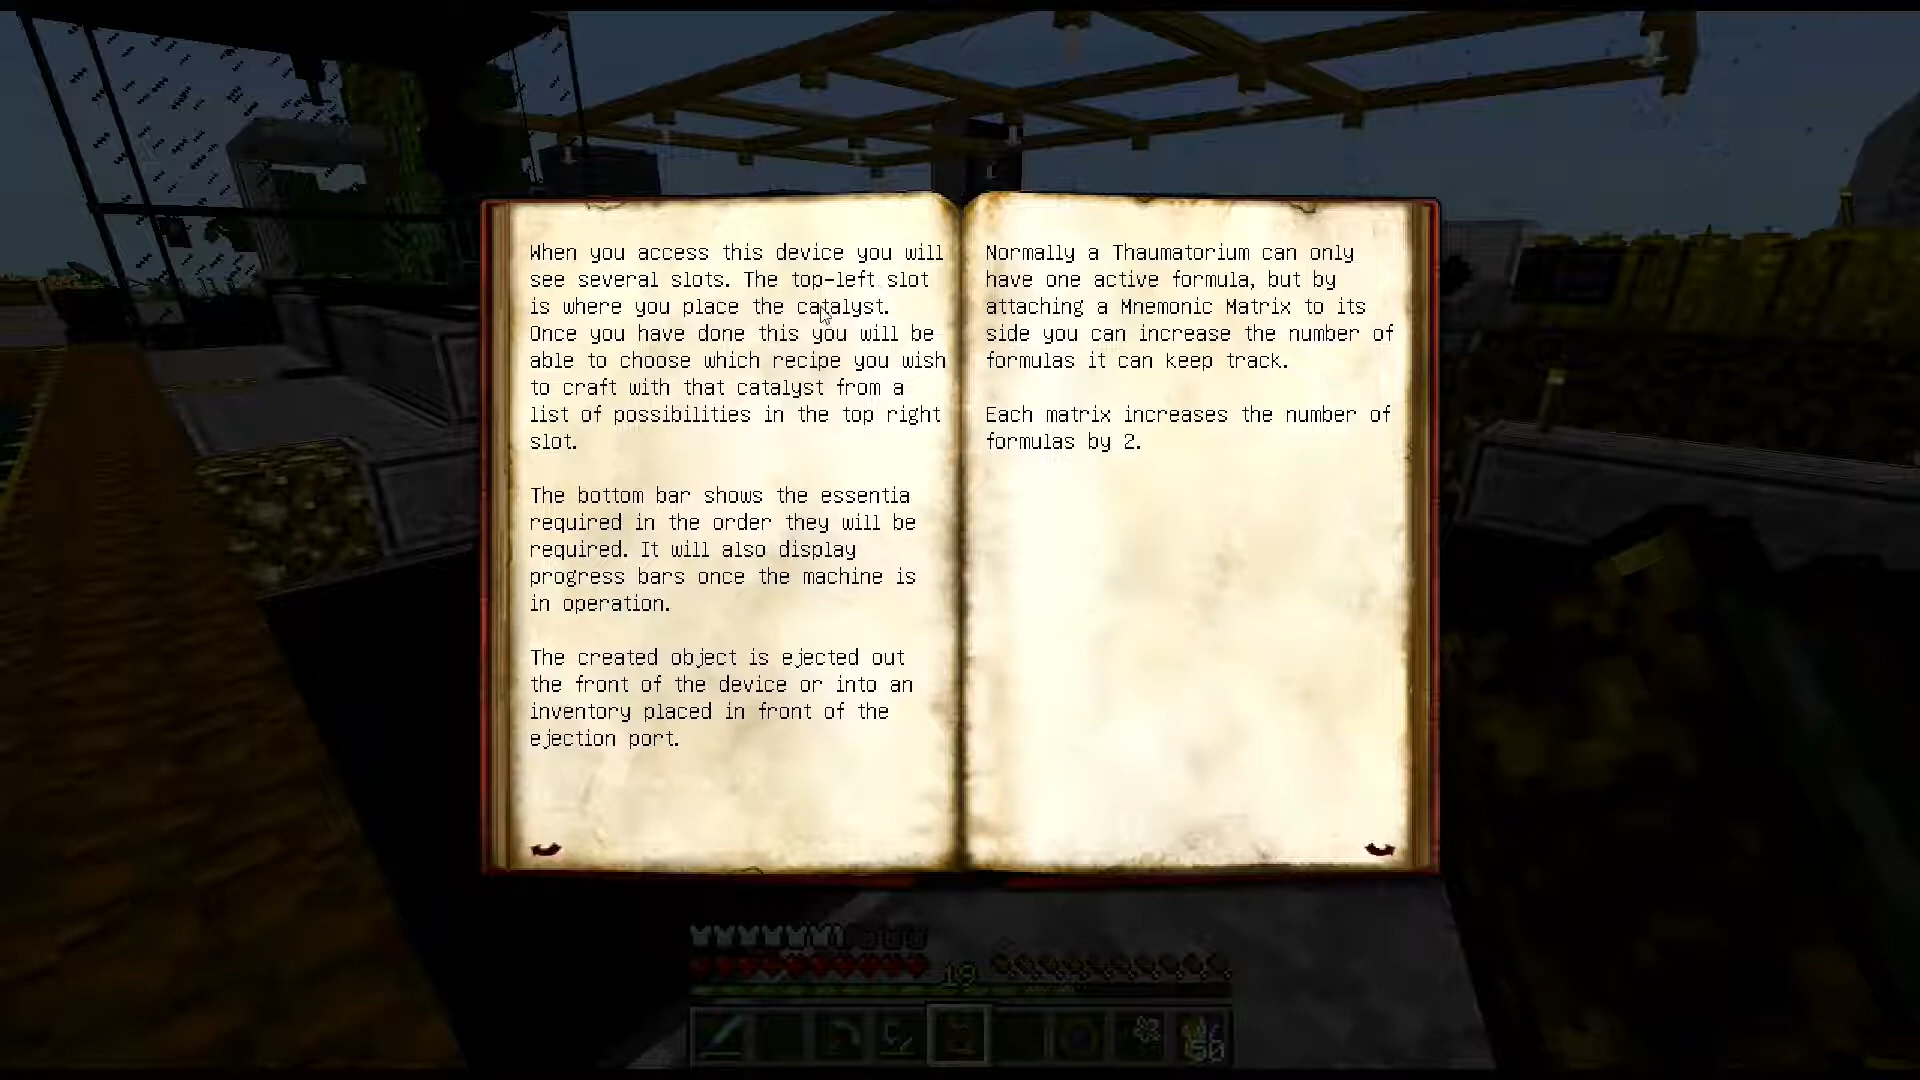 When you access this device you will
see several slots. The top-left slot
is where you place the catalyst.
Once you have done this you will be
able to choose which recipe you wish
to craft with that catalyst from a
list of possibilities in the top right
slot.
The bottom bar shows the essentia
required in the order they will be
required. It will also display
progress bars once the machine is
in operation.
The created object is ejected out
the front of the device or into an
inventory placed in front of the
ejection port.
Normally a Thaumatorium can only
have one active formula, but by
attaching a Mnemonic Matrix to its
side you can increase the number of
formulas it can keep track.
Each matrix increases the number of
formulas by 2.
19
50